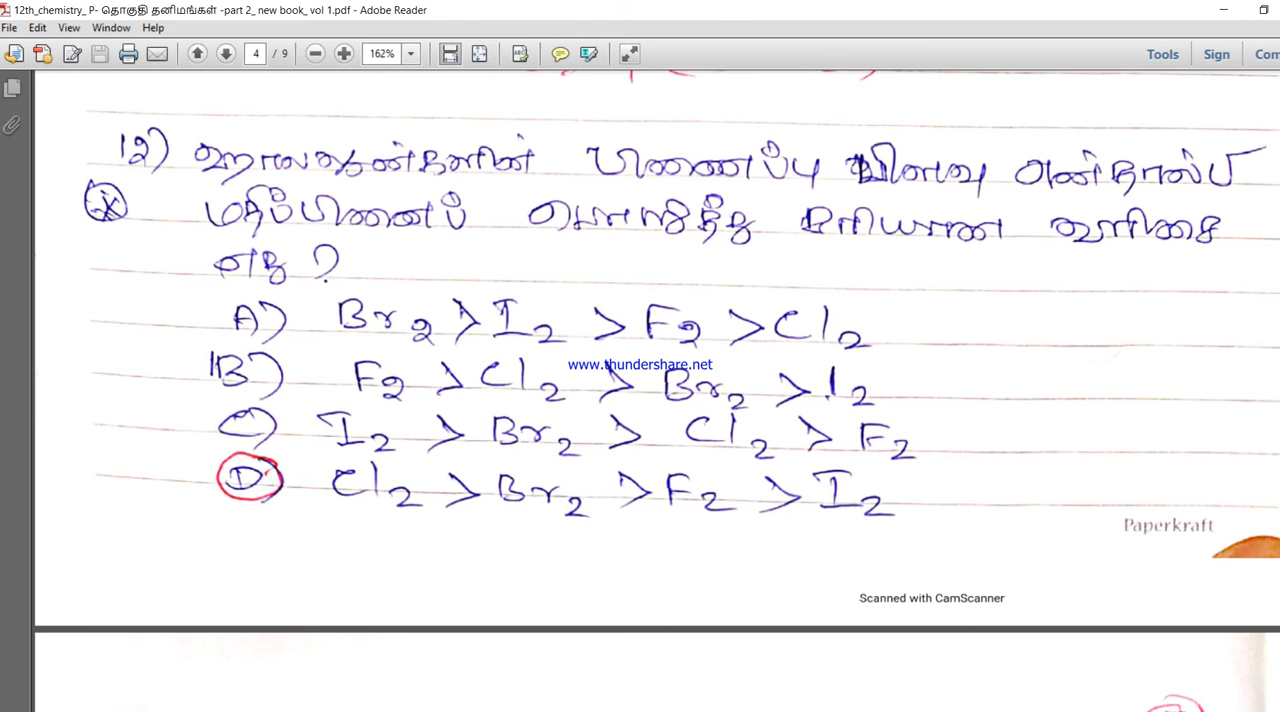 12th_chemistry_ P- தொகுதி தனிமங்கள் -part 2_ new book_ vol 1.pdf - Adobe Reader
File Edit View Window Help
4 / 9 162% Tools Sign Com
12) ஹாலஜன்களின் பிணைப்பு பிளவு என்தால்பி
மதிப்பினைப் பொறுத்து சரியான வரிசை
எது ?
A) Br2 > I2 > F2 > Cl2
www.thundershare.net
B) F2 > Cl2 > Br2 > I2
C) I2 > Br2 > Cl2 > F2
D) Cl2 > Br2 > F2 > I2
Paperkraft
Scanned with CamScanner